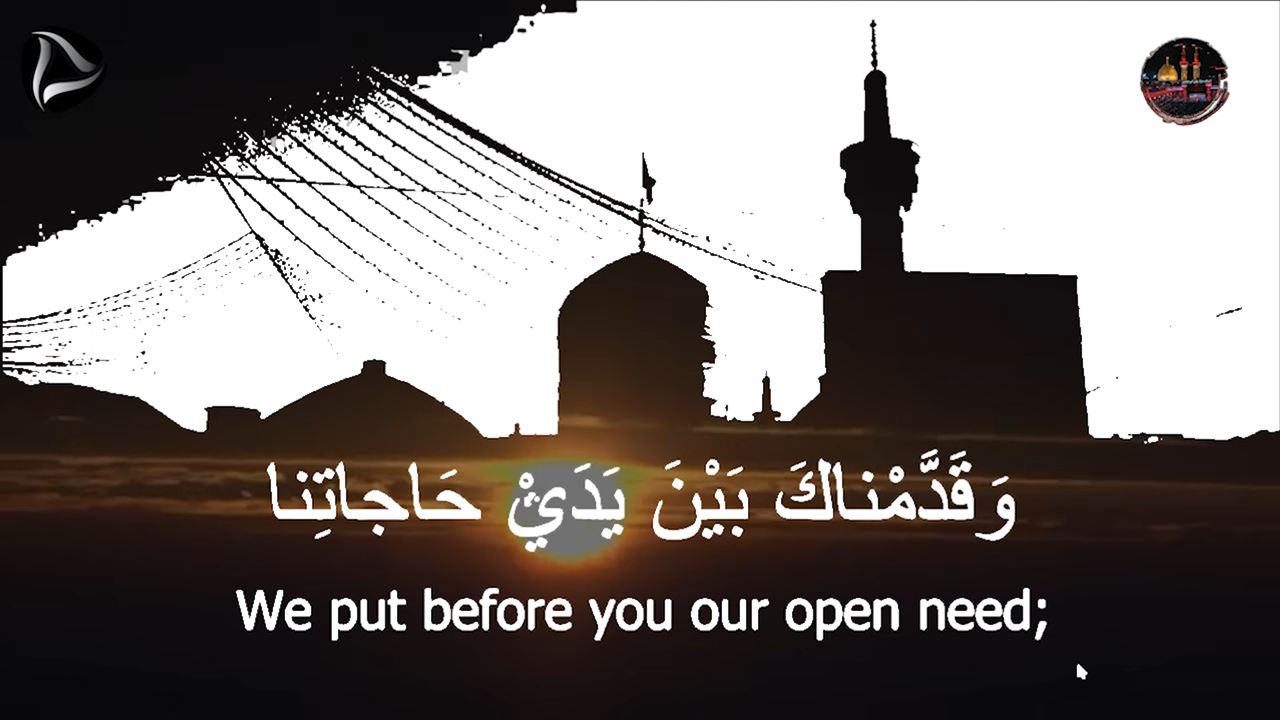 وَقَدَّمْناكَ بَيْنَ يَدَيْ حَاجاتِنا
We put before you our open need;